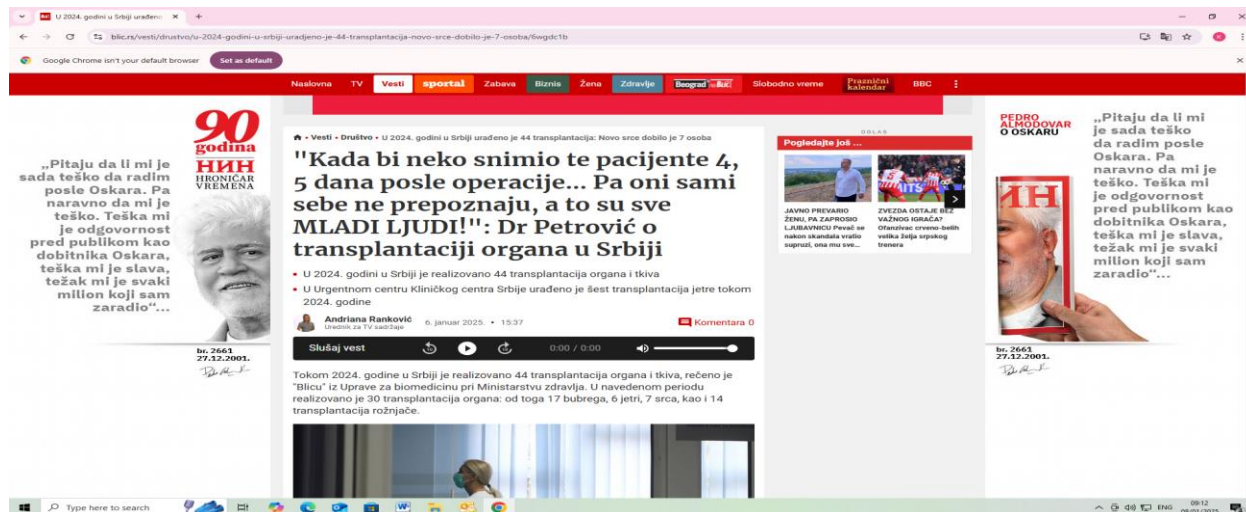 U 2024. godini u Srbiji urađeno
blic.rs/vesti/drustvo/u-2024-godini-u-srbiji-uradjeno-je-44-transplantacija-novo-srce-dobilo-je-7-osoba/6wgdc1b
Google Chrome isn't your default browser
Set as default
Naslovna TV Vesti sportal Zabava Biznis Žena Zdravlje Beograd Blic Slobodno vreme Praznični kalendar BBC
„Pitaju da li mi je
sada teško da radim
posle Oskara. Pa
naravno da mi je
teško. Teška mi
je odgovornost
pred publikom kao
dobitnika Oskara,
teška mi je slava,
težak mi je svaki
milion koji sam
zaradio“...
90
godina
НИН
HRONIČAR
VREMENA
br. 2661
27.12.2001.
Vesti • Društvo • U 2024. godini u Srbiji urađeno je 44 transplantacija: Novo srce dobilo je 7 osoba
"Kada bi neko snimio te pacijente 4,
5 dana posle operacije... Pa oni sami
sebe ne prepoznaju, a to su sve
MLADI LJUDI!": Dr Petrović o
transplantaciji organa u Srbiji
• U 2024. godini u Srbiji je realizovano 44 transplantacija organa i tkiva
• U Urgentnom centru Kliničkog centra Srbije urađeno je šest transplantacija jetre tokom
2024. godine
Andriana Ranković
Urednik za TV sadržaje
6. januar 2025. • 15:37
Komentara 0
Slušaj vest
0:00 / 0:00
Tokom 2024. godine u Srbiji je realizovano 44 transplantacija organa i tkiva, rečeno je
"Blicu" iz Uprave za biomedicinu pri Ministarstvu zdravlja. U navedenom periodu
realizovano je 30 transplantacija organa: od toga 17 bubrega, 6 jetri, 7 srca, kao i 14
transplantacija rožnjače.
OGLAS
Pogledajte još ...
JAVNO PREVARIO
ŽENU, PA ZAPROSIO
LJUBAVNICU Pevač se
nakon skandala vratio
supruzi, ona mu sve...
ZVEZDA OSTAJE BEZ
VAŽNOG IGRAČA?
Ofanzivac crveno-belih
velika želja srpskog
trenera
PEDRO
ALMODOVAR
O OSKARU
ИН
„Pitaju da li mi
je sada teško
da radim posle
Oskara. Pa
naravno da mi je
teško. Teška mi
je odgovornost
pred publikom kao
dobitnika Oskara,
teška mi je slava,
težak mi je svaki
milion koji sam
zaradio“...
br. 2661
27.12.2001.
Type here to search
ENG
09:12